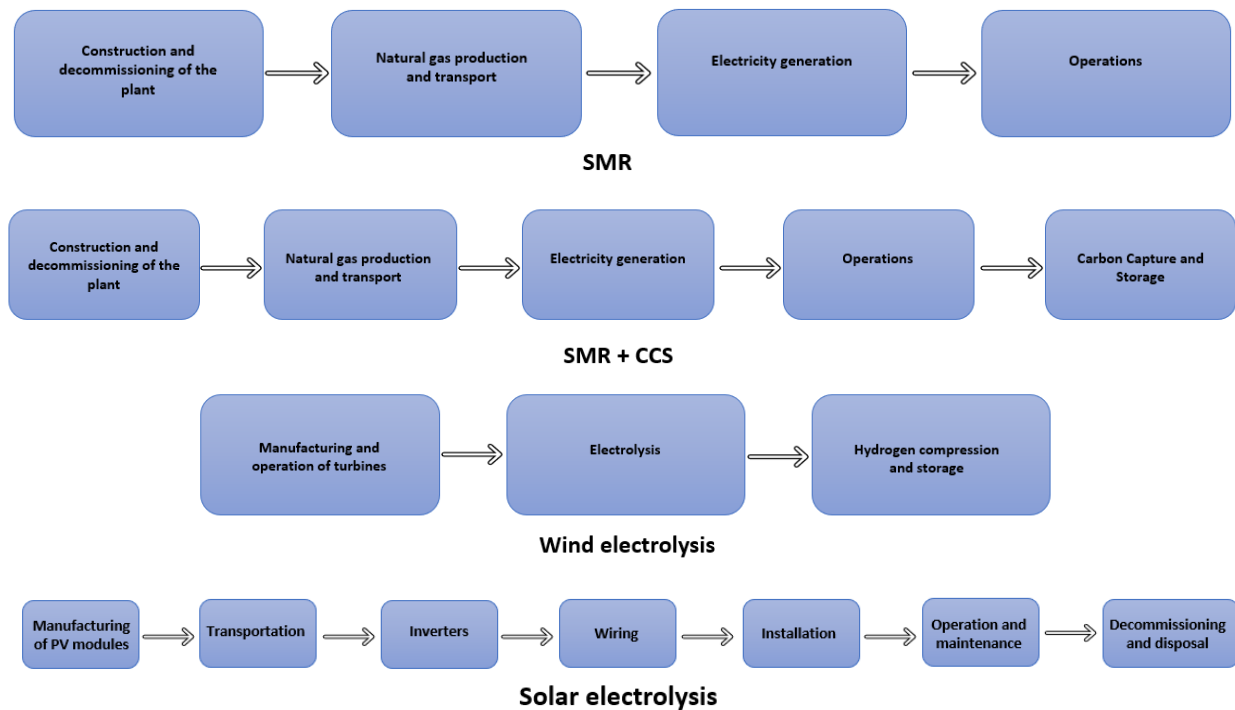 Construction and
decommissioning of the
plant
Natural gas production
and transport
Electricity generation
Operations
SMR
Construction and
decommissioning of the
plant
Natural gas production
and transport
Electricity generation
Operations
Carbon Capture and
Storage
SMR + CCS
Manufacturing and
operation of turbines
Electrolysis
Hydrogen compression
and storage
Wind electrolysis
Manufacturing
of PV modules
Transportation
Inverters
Wiring
Installation
Operation and
maintenance
Decommissioning
and disposal
Solar electrolysis